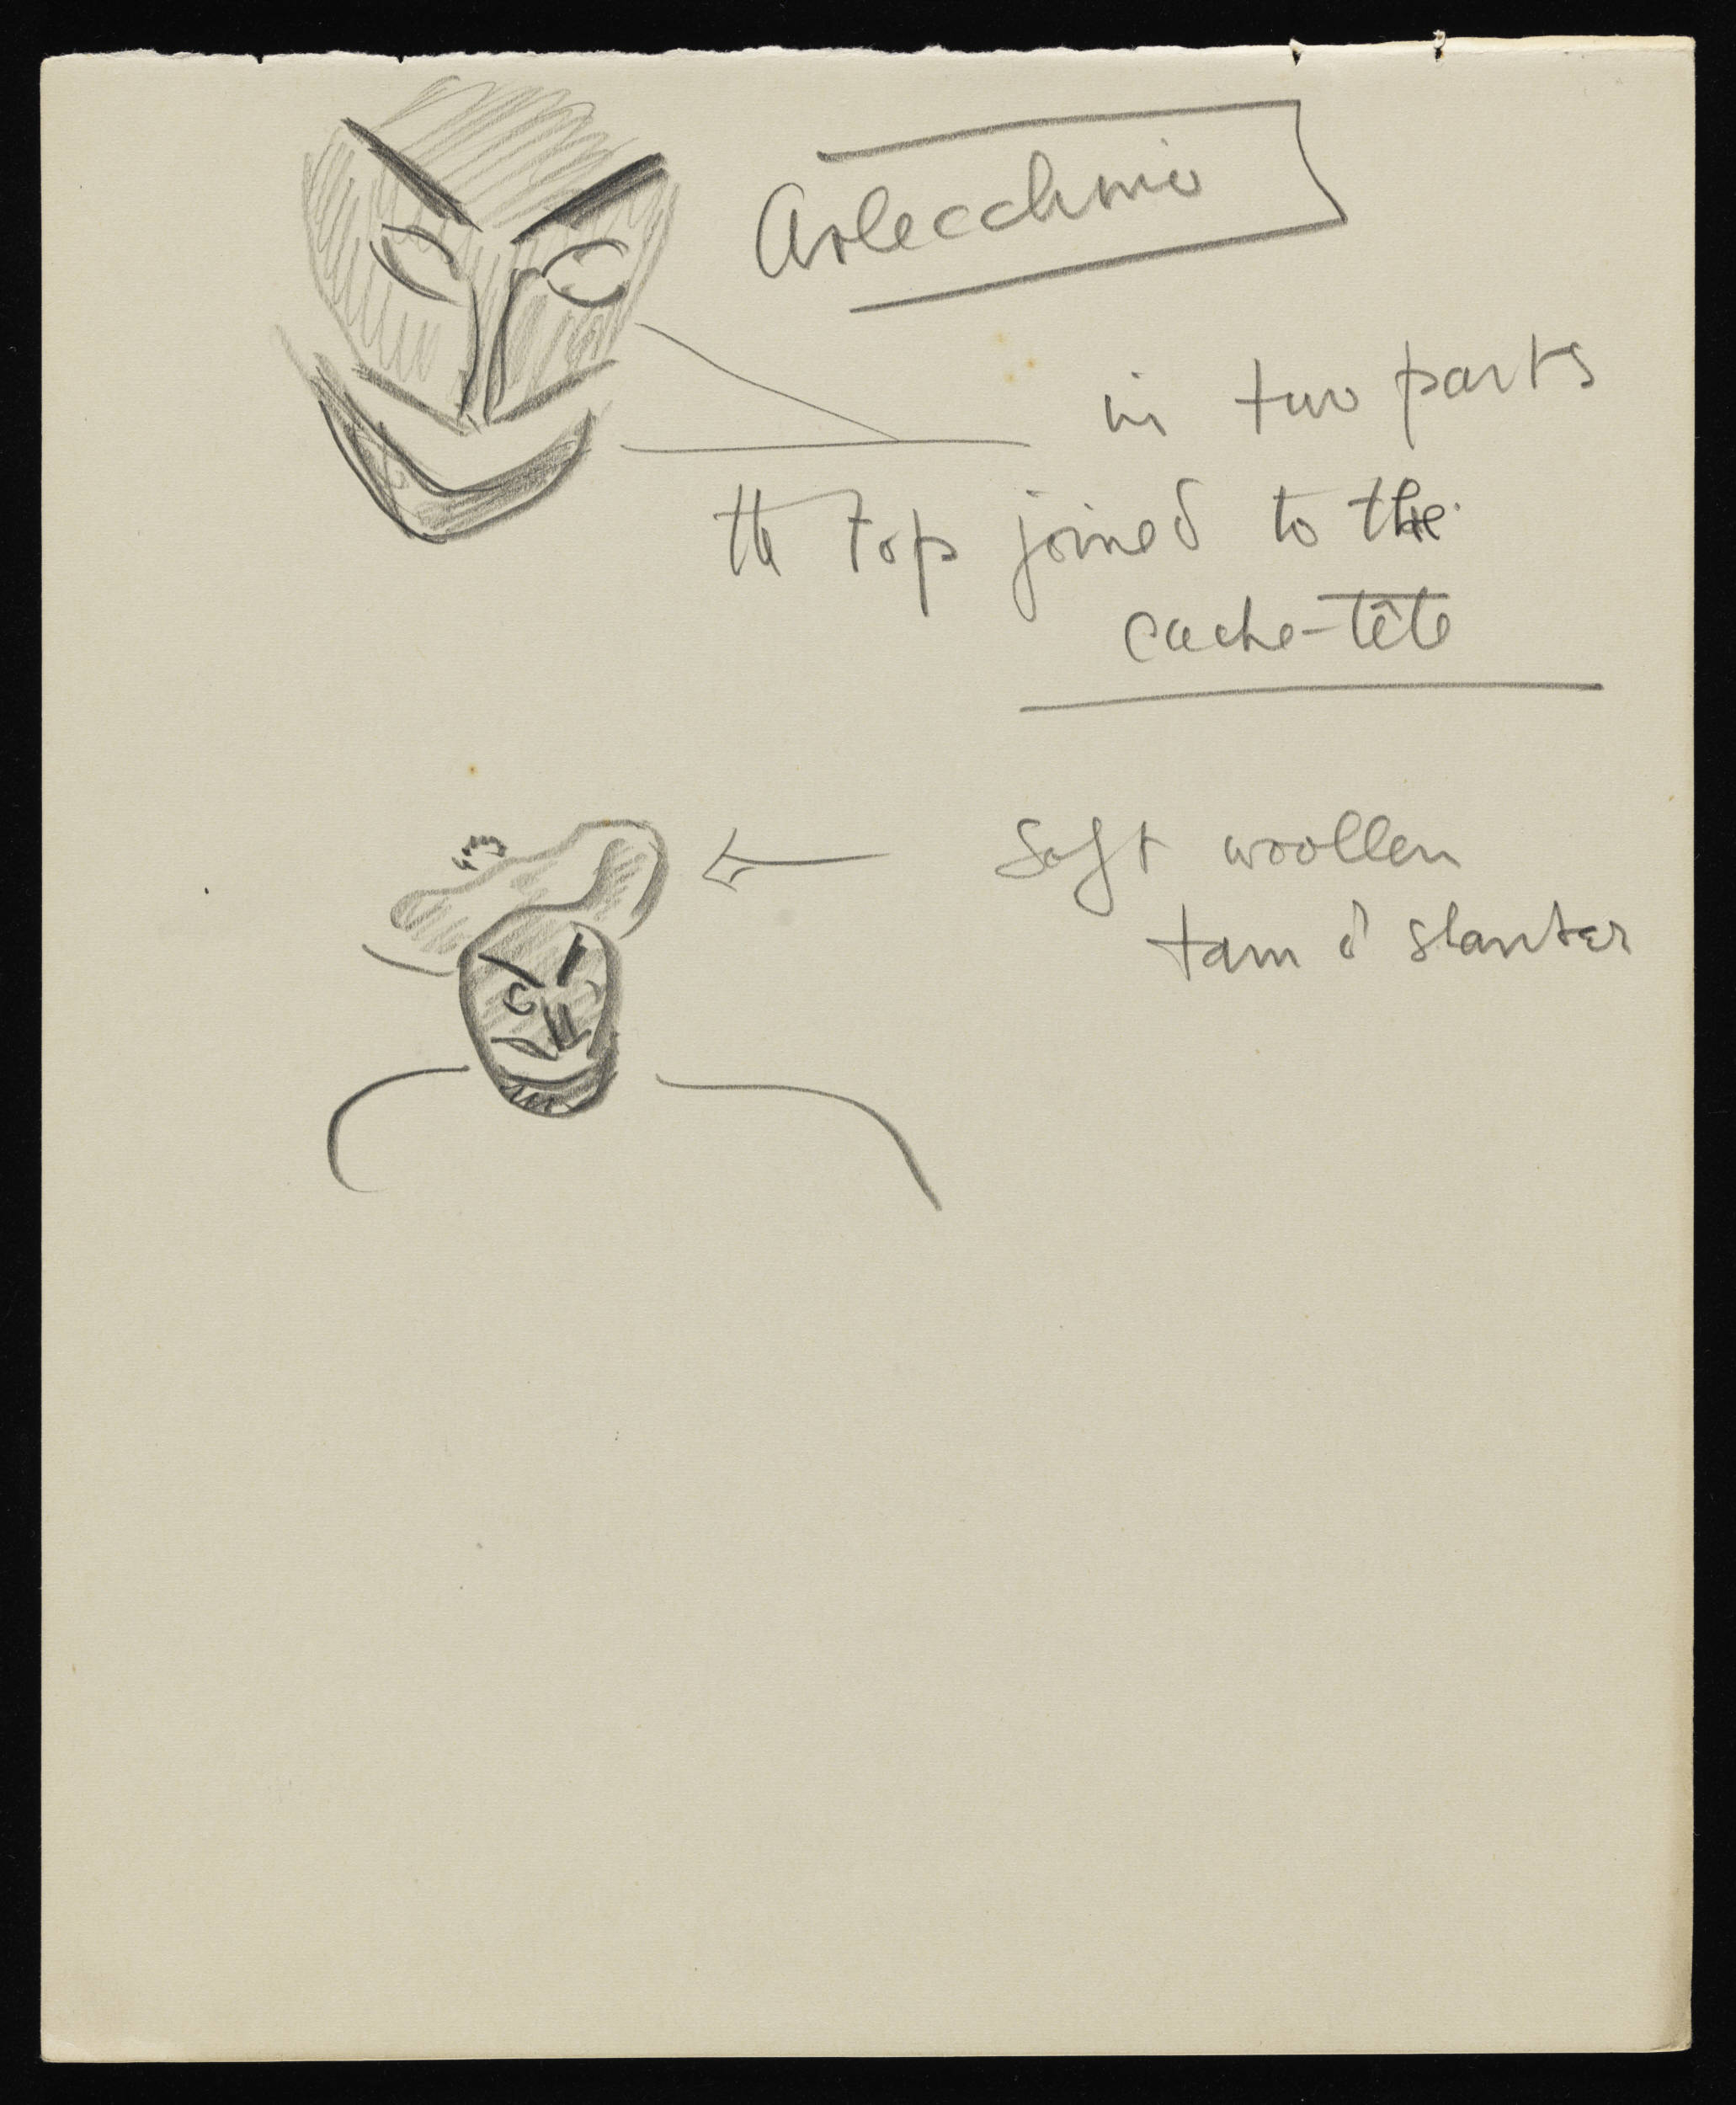 Arlecchino
in two parts
the top joined to the
cache-tête
Soft woollen
tam o' shanter